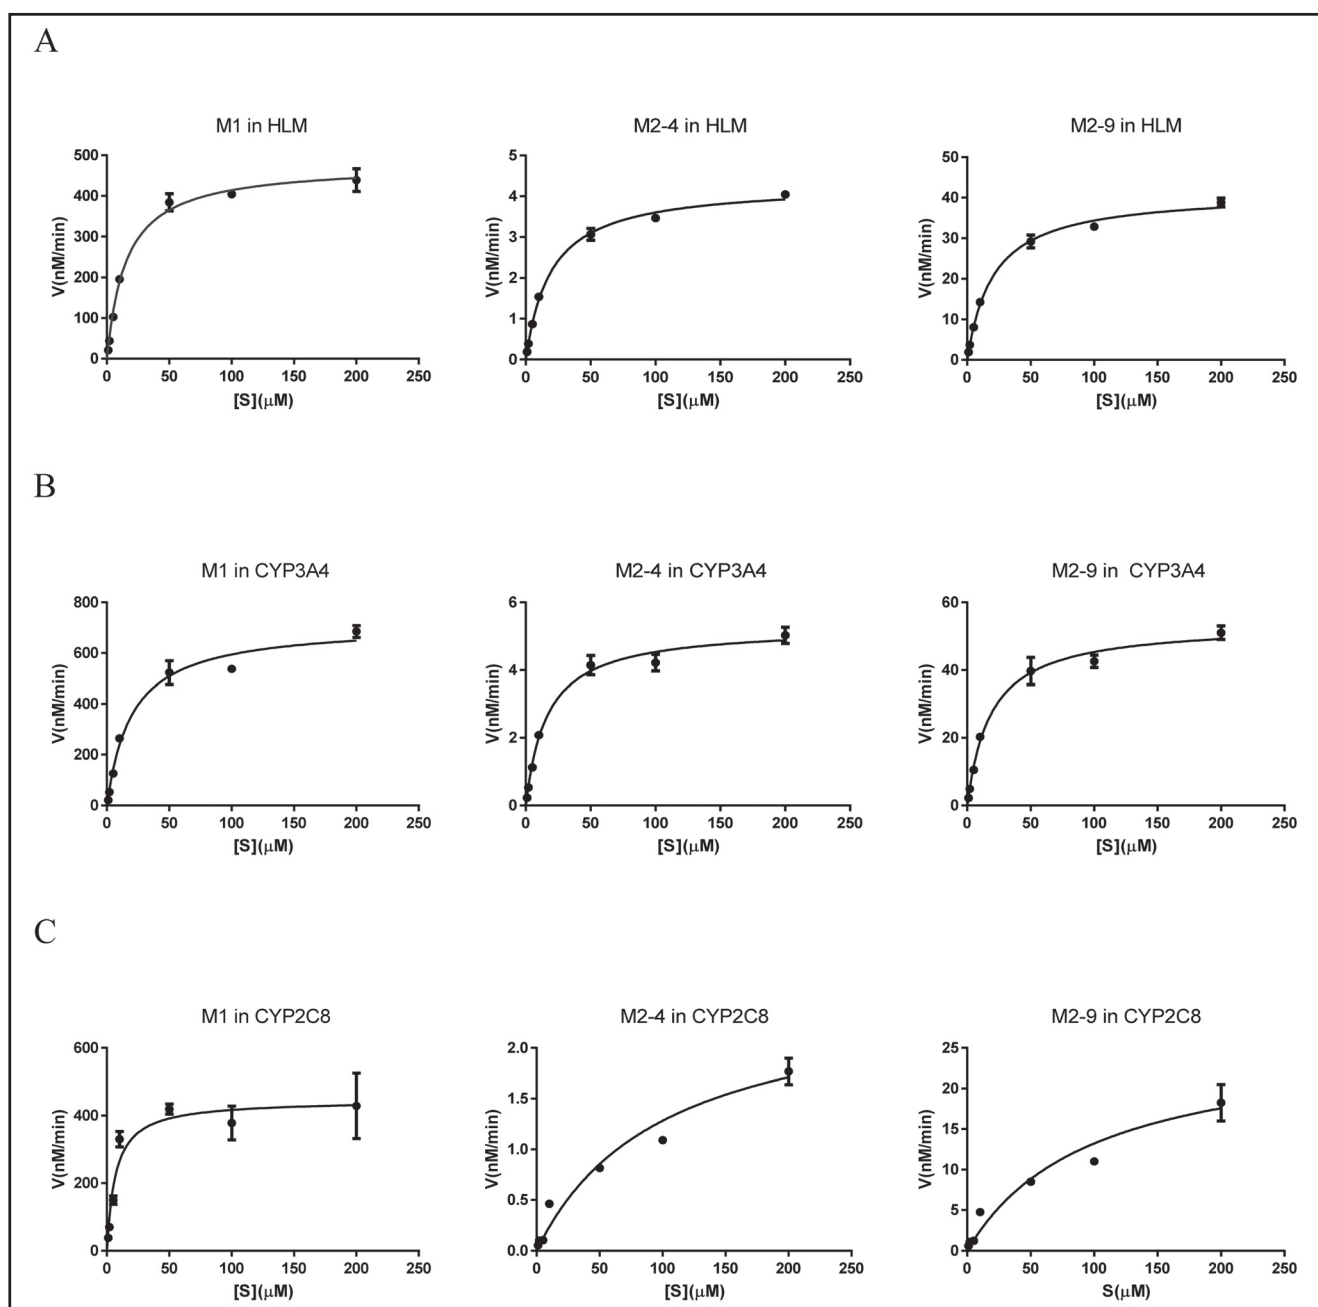 A
M1 in HLM
M2-4 in HLM
M2-9 in HLM
500
400
300
200
100
0
V(nM/min)
0 50 100 150 200 250
[S](μM)
5
4
3
2
1
0
V(nM/min)
0 50 100 150 200 250
[S](μM)
50
40
30
20
10
0
V(nM/min)
0 50 100 150 200 250
[S](μM)
B
M1 in CYP3A4
M2-4 in CYP3A4
M2-9 in CYP3A4
800
600
400
200
0
V(nM/min)
0 50 100 150 200 250
[S](μM)
6
4
2
0
V(nM/min)
0 50 100 150 200 250
[S](μM)
60
40
20
0
V(nM/min)
0 50 100 150 200 250
[S](μM)
C
M1 in CYP2C8
M2-4 in CYP2C8
M2-9 in CYP2C8
600
400
200
0
V(nM/min)
0 50 100 150 200 250
[S](μM)
2.0
1.5
1.0
0.5
0.0
V(nM/min)
0 50 100 150 200 250
[S](μM)
25
20
15
10
5
0
V(nM/min)
0 50 100 150 200 250
S(μM)